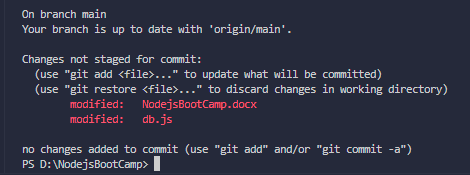 On branch main
Your branch is up to date with 'origin/main'.
Changes not staged for commit:
(use "git add <file>..." to update what will be committed)
(use "git restore <file>..." to discard changes in working directory)
modified: NodejsBootCamp.docx
modified: db.js
no changes added to commit (use "git add" and/or "git commit -a")
PS D:\NodejsBootCamp>